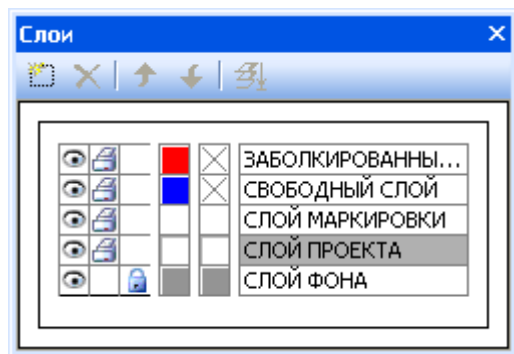 Слои
ЗАБОЛКИРОВАННЫ...
СВОБОДНЫЙ СЛОЙ
СЛОЙ МАРКИРОВКИ
СЛОЙ ПРОЕКТА
СЛОЙ ФОНА